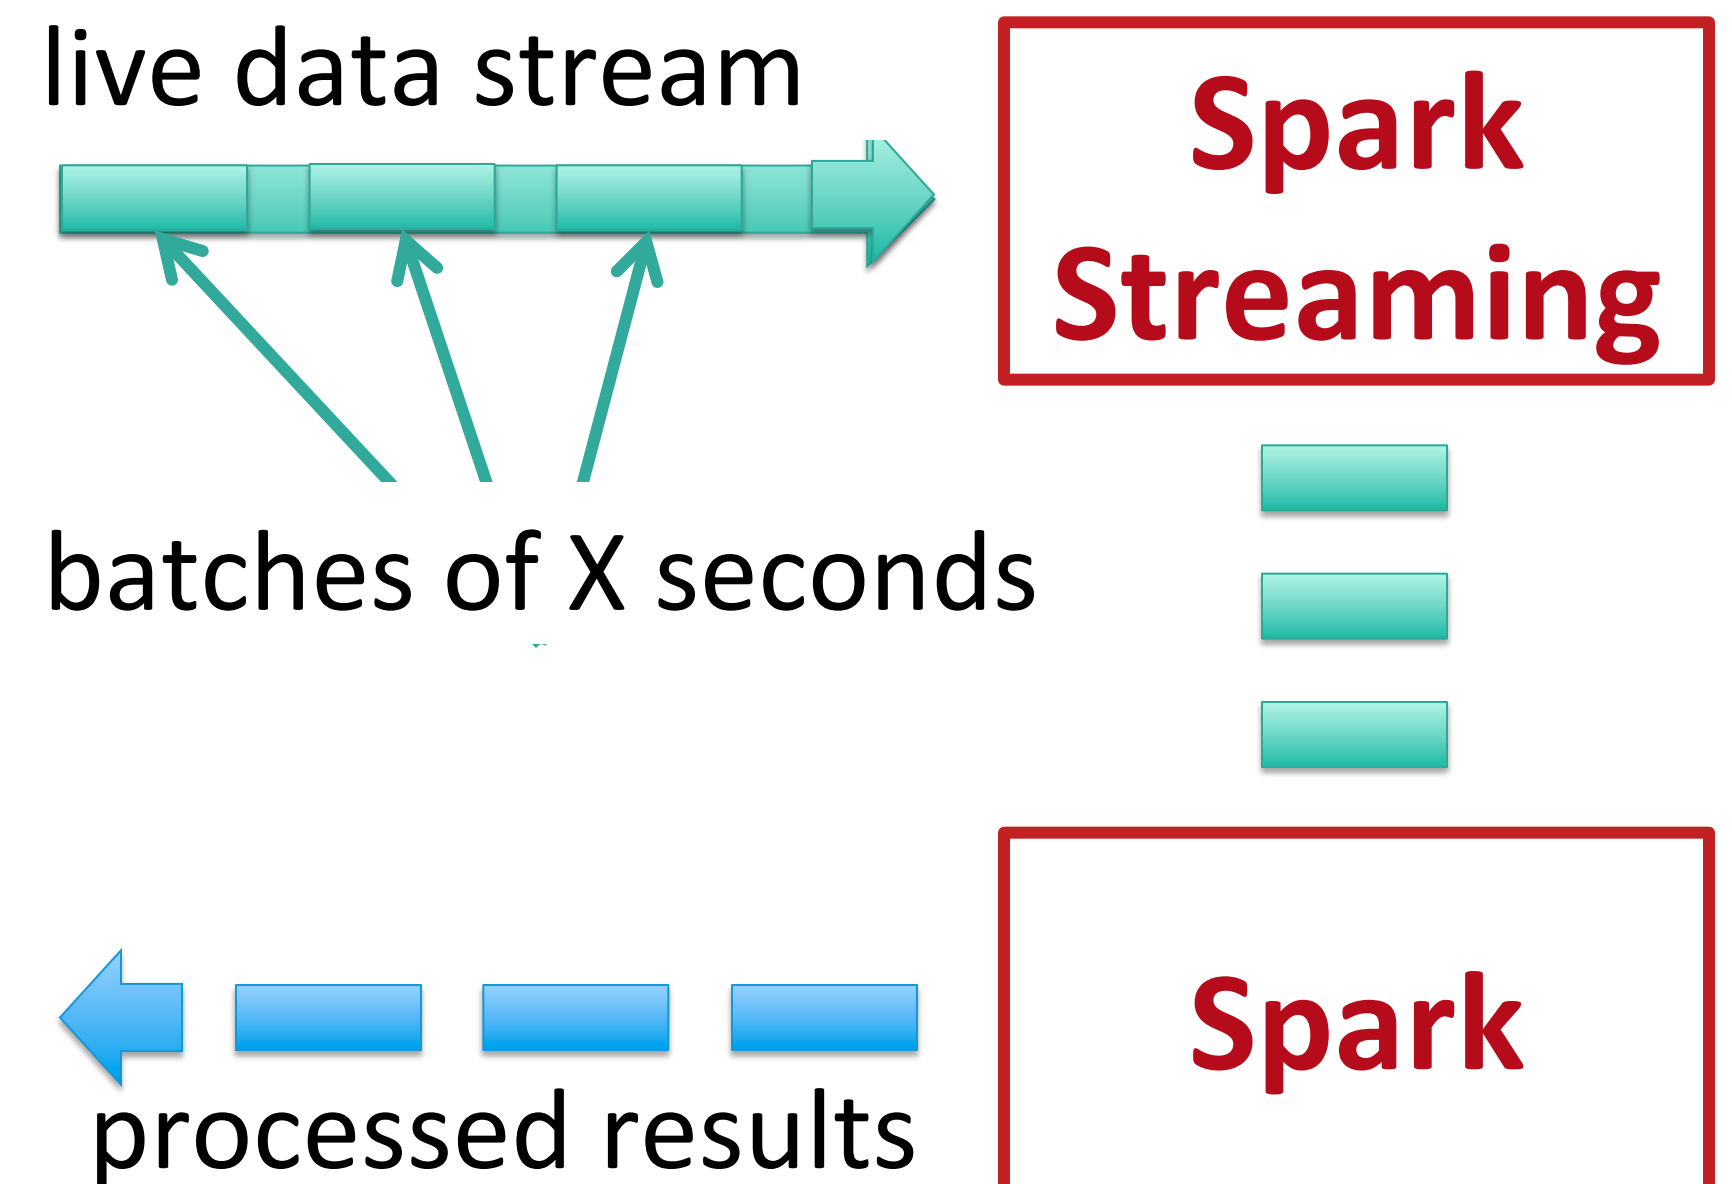 live data stream
Spark
Streaming
batches of X seconds
Spark
processed results